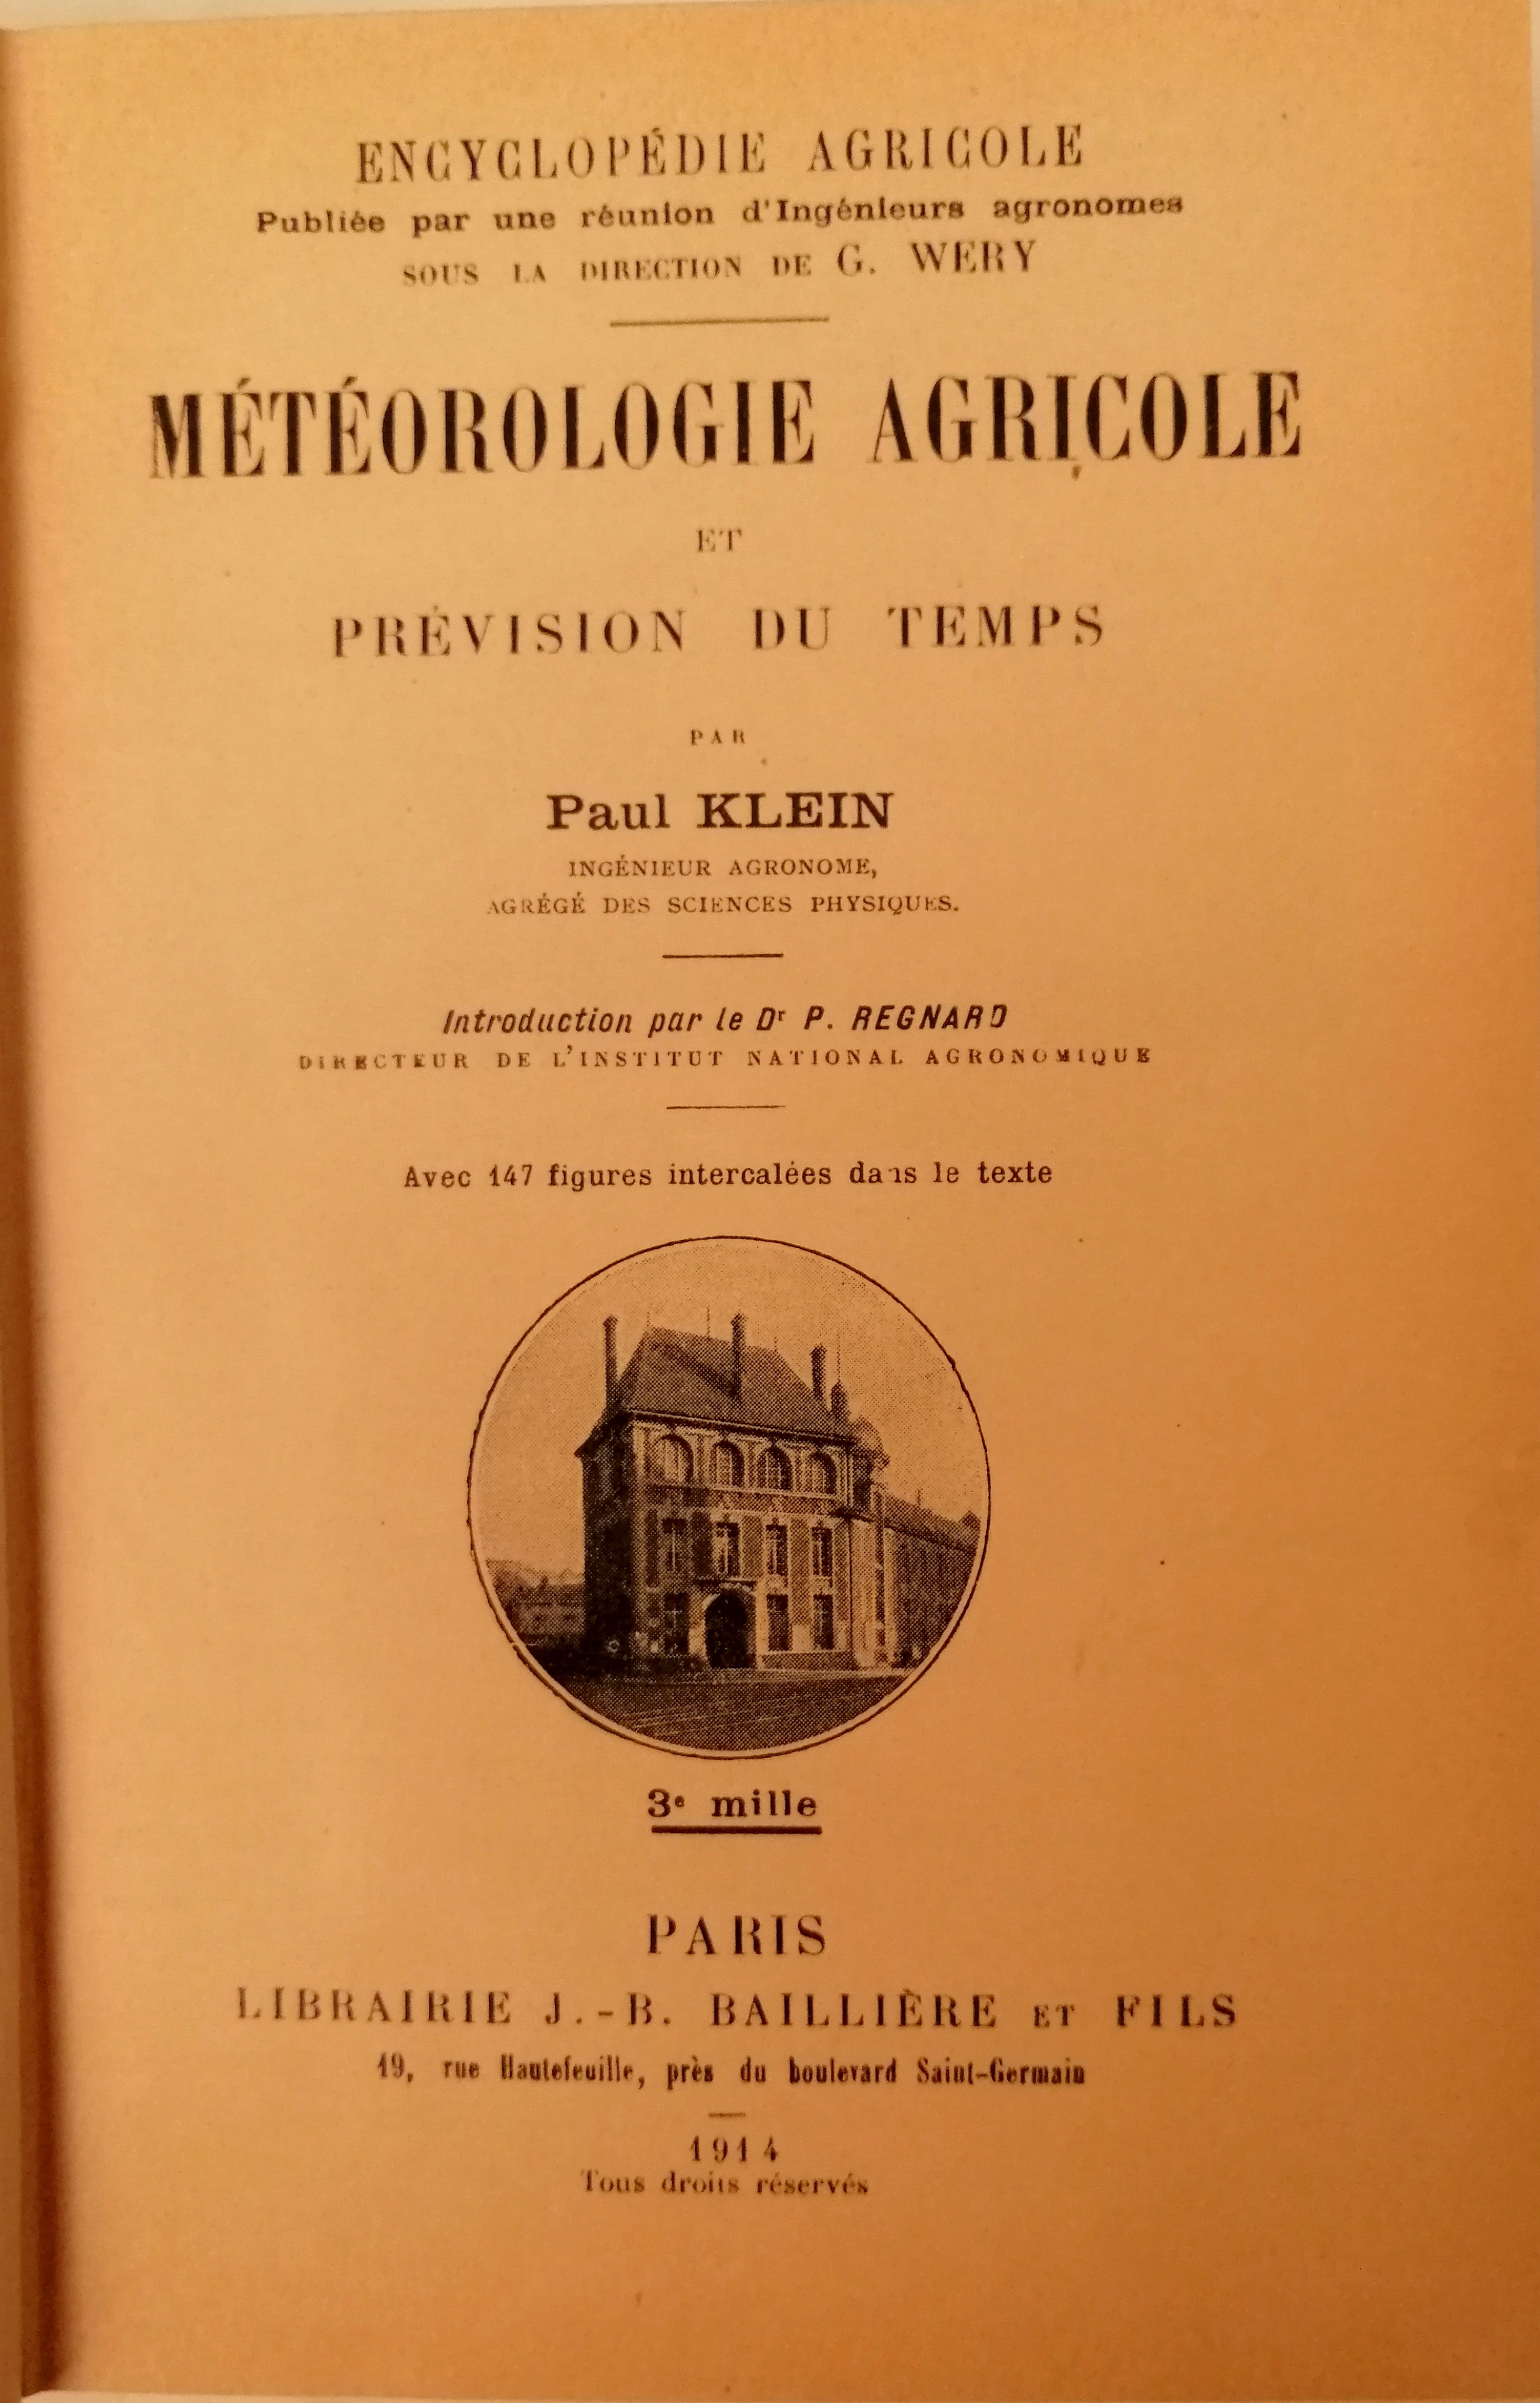 ENCYCLOPÉDIE AGRICOLE
Publiée par une réunion d'Ingénieurs agronomes
SOUS LA DIRECTION DE G. WERY
MÉTÉOROLOGIE AGRICOLE
ET
PRÉVISION DU TEMPS
PAR
Paul KLEIN
INGÉNIEUR AGRONOME,
AGRÉGÉ DES SCIENCES PHYSIQUES.
Introduction par le Dr P. REGNARD
DIRECTEUR DE L'INSTITUT NATIONAL AGRONOMIQUE
Avec 147 figures intercalées dans le texte
3e mille
PARIS
LIBRAIRIE J.-B. BAILLIÈRE ET FILS
19, rue Hautefeuille, près du boulevard Saint-Germain
1914
Tous droits réservés